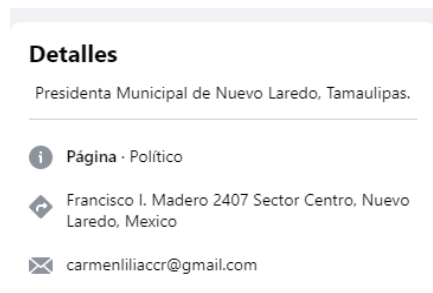 Detalles
Presidenta Municipal de Nuevo Laredo, Tamaulipas.
Página · Político
Francisco I. Madero 2407 Sector Centro, Nuevo
Laredo, Mexico
carmenliliaccr@gmail.com